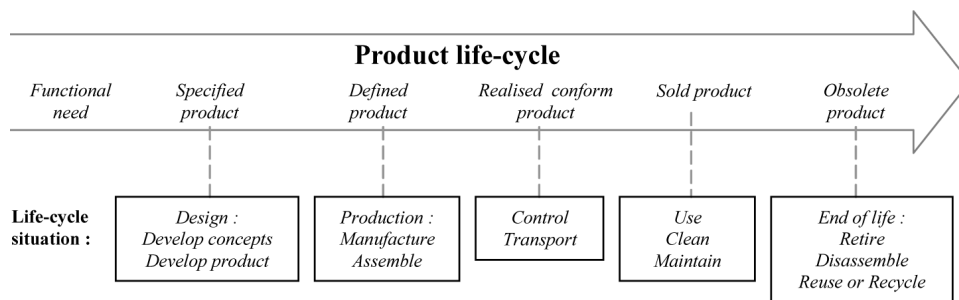 Product life-cycle
Functional need
Specified product
Defined product
Realised conform product
Sold product
Obsolete product
Life-cycle situation :
Design :
Develop concepts
Develop product
Production :
Manufacture
Assemble
Control
Transport
Use
Clean
Maintain
End of life :
Retire
Disassemble
Reuse or Recycle